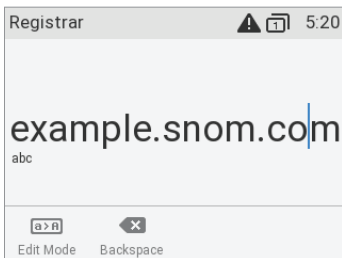 Registrar 1 5:20
example.snom.com
abc
a>A
Edit Mode Backspace